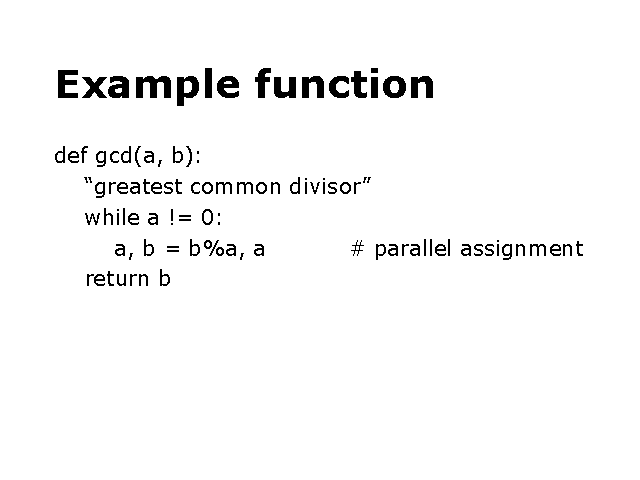 Example function
def gcd(a, b):
“greatest common divisor”
while a != 0:
a, b = b%a, a # parallel assignment
return b